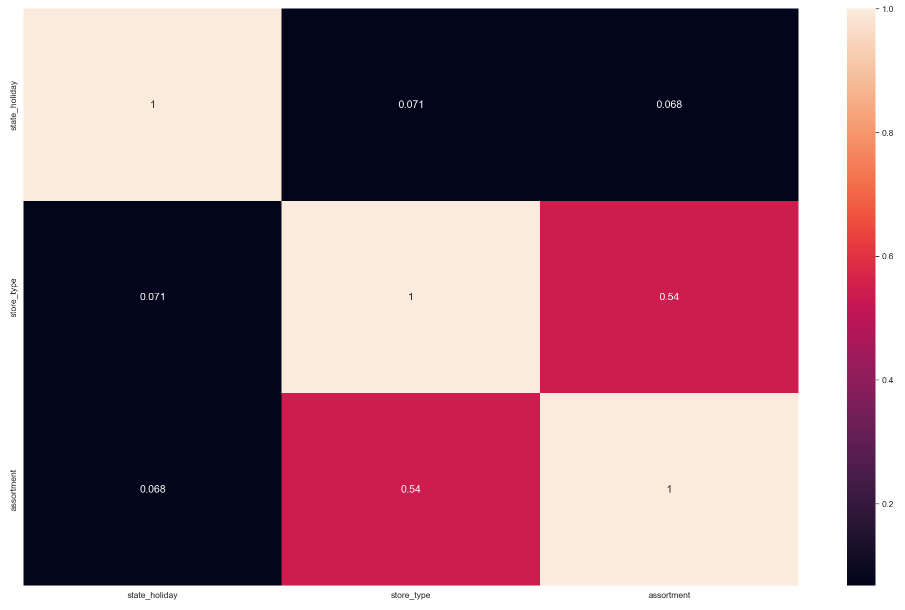 state_holiday
1
0.071
0.068
store_type
0.071
1
0.54
assortment
0.068
0.54
1
state_holiday
store_type
assortment
1.0
0.8
0.6
0.4
0.2